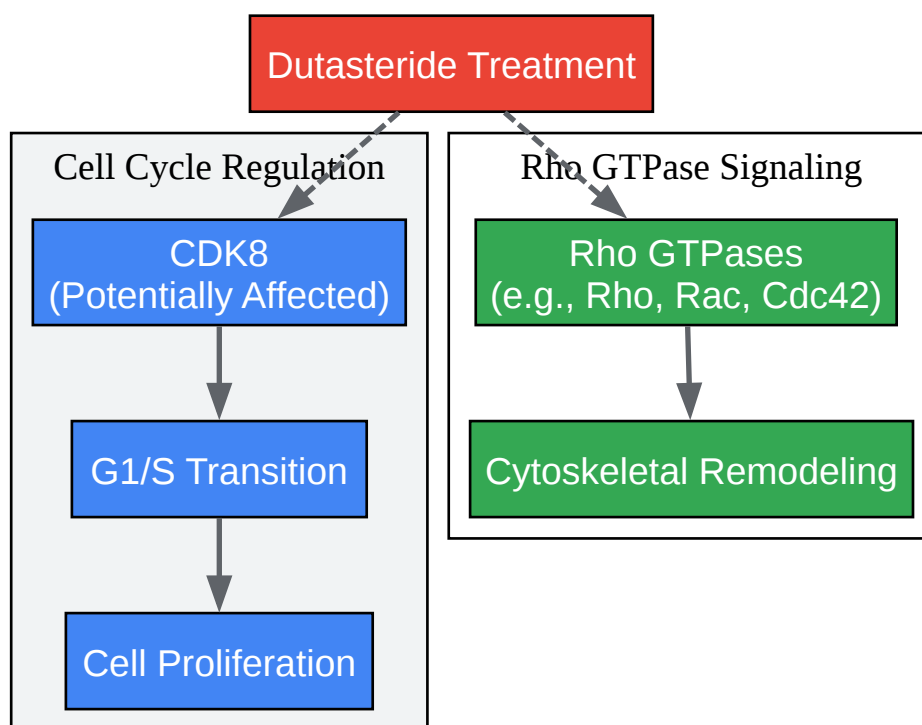 Dutasteride Treatment
Cell Cycle Regulation
CDK8
(Potentially Affected)
G1/S Transition
Cell Proliferation
Rho GTPase Signaling
Rho GTPases
(e.g., Rho, Rac, Cdc42)
Cytoskeletal Remodeling